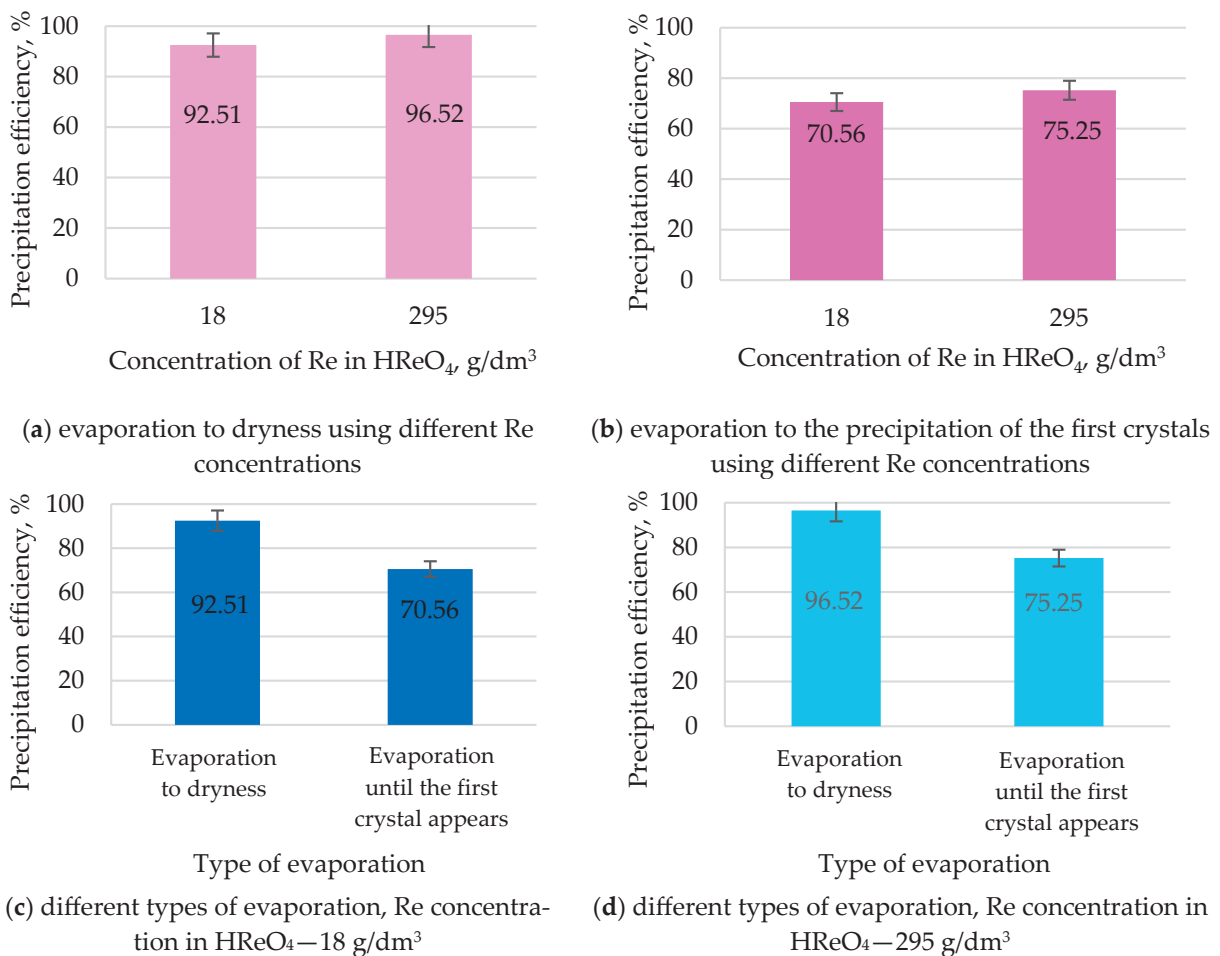 Precipitation efficiency, %
100
80
60
40
20
0
92.51
96.52
18
295
Concentration of Re in HReO₄, g/dm³
(a) evaporation to dryness using different Re
concentrations
Precipitation efficiency, %
100
80
60
40
20
0
70.56
75.25
18
295
Concentration of Re in HReO₄, g/dm³
(b) evaporation to the precipitation of the first crystals
using different Re concentrations
Precipitation efficiency, %
100
80
60
40
20
0
92.51
70.56
Evaporation
to dryness
Evaporation
until the first
crystal appears
Type of evaporation
(c) different types of evaporation, Re concentra-
tion in HReO₄—18 g/dm³
Precipitation efficiency, %
100
80
60
40
20
0
96.52
75.25
Evaporation
to dryness
Evaporation
until the first
crystal appears
Type of evaporation
(d) different types of evaporation, Re concentration in
HReO₄—295 g/dm³